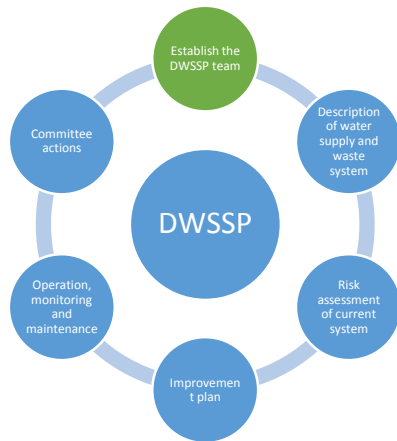 Establish the
DWSSP team
Description
of water
supply and
waste
system
Risk
assessment
of current
system
Improvemen
t plan
Operation,
monitoring
and
maintenance
Committee
actions
DWSSP